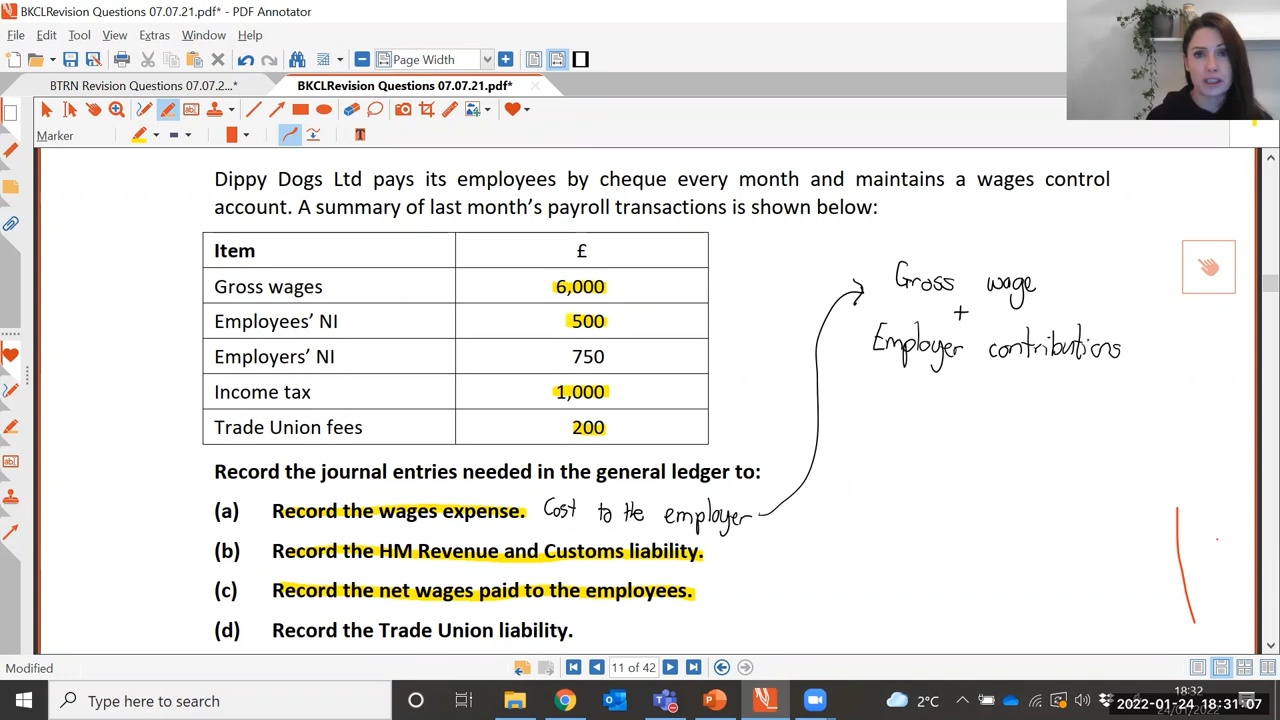 BKCLRevision Questions 07.07.21.pdf* - PDF Annotator
File Edit Tool View Extras Window Help
Page Width
BTRN Revision Questions 07.07.2...* BKCLRevision Questions 07.07.21.pdf*
Marker
Dippy Dogs Ltd pays its employees by cheque every month and maintains a wages control
account. A summary of last month's payroll transactions is shown below:
Item £
Gross wages 6,000
Employees' NI 500
Employers' NI 750
Income tax 1,000
Trade Union fees 200
Gross wage
+
Employer contributions
Record the journal entries needed in the general ledger to:
(a) Record the wages expense. Cost to the employer
(b) Record the HM Revenue and Customs liability.
(c) Record the net wages paid to the employees.
(d) Record the Trade Union liability.
Modified 11 of 42
Type here to search 2°C 18:32
24/01/2022
2022-01-24 18:31:07